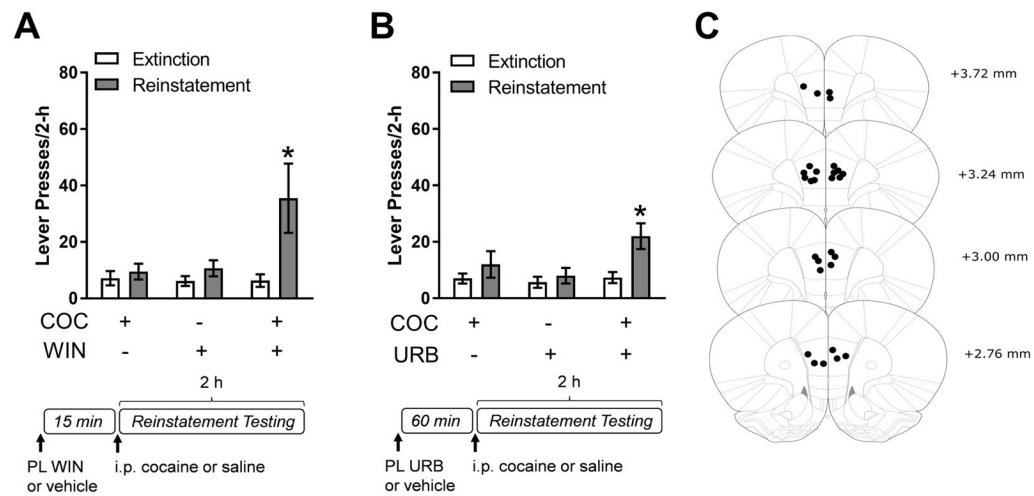 A
Extinction
Reinstatement
Lever Presses/2-h
80
60
40
20
0
*
COC + - +
WIN - + +
2 h
15 min
Reinstatement Testing
PL WIN
or vehicle
i.p. cocaine or saline
B
Extinction
Reinstatement
Lever Presses/2-h
80
60
40
20
0
*
COC + - +
URB - + +
2 h
60 min
Reinstatement Testing
PL URB
or vehicle
i.p. cocaine or saline
C
+3.72 mm
+3.24 mm
+3.00 mm
+2.76 mm